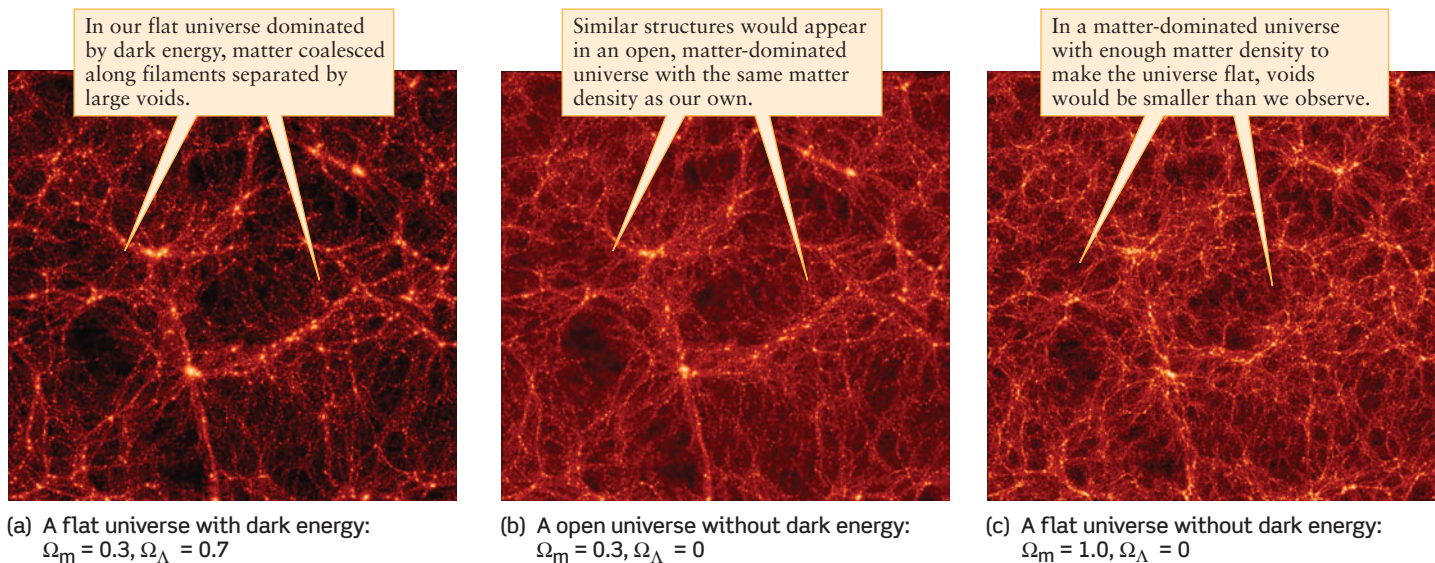 In our flat universe dominated
by dark energy, matter coalesced
along filaments separated by
large voids.
Similar structures would appear
in an open, matter-dominated
universe with the same matter
density as our own.
In a matter-dominated universe
with enough matter density to
make the universe flat, voids
would be smaller than we observe.
(a) A flat universe with dark energy:
Ωm = 0.3, ΩΛ = 0.7
(b) A open universe without dark energy:
Ωm = 0.3, ΩΛ = 0
(c) A flat universe without dark energy:
Ωm = 1.0, ΩΛ = 0